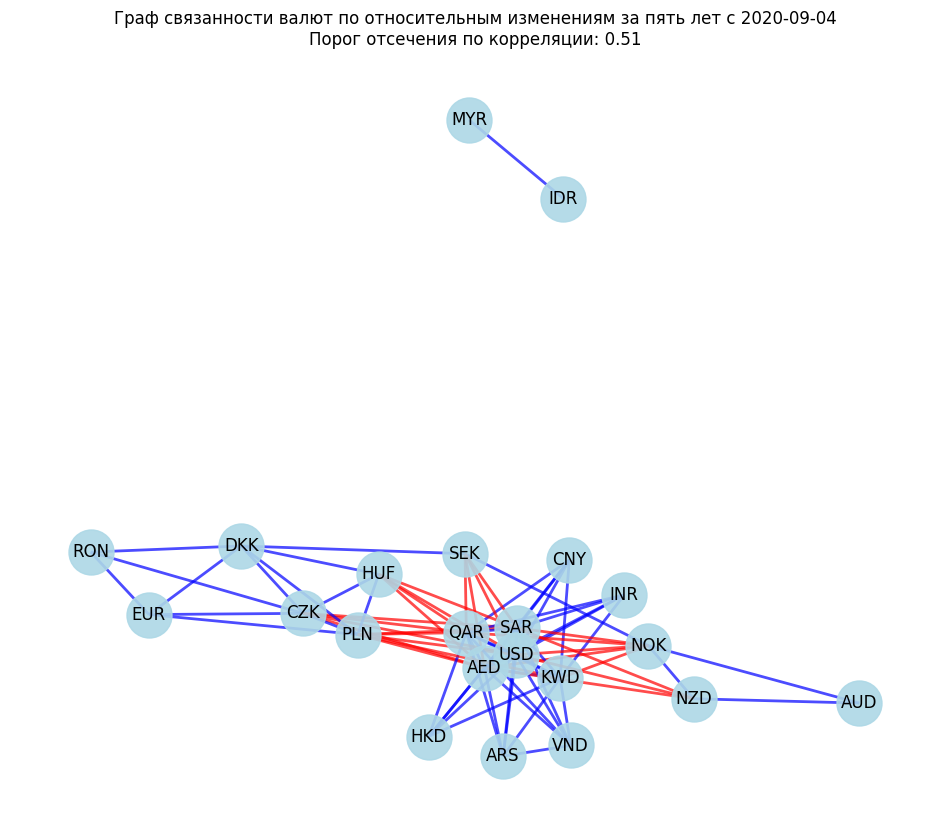 Граф связанности валют по относительным изменениям за пять лет с 2020-09-04
Порог отсечения по корреляции: 0.51
MYR
IDR
RON
DKK
SEK
CNY
HUF
INR
EUR
CZK
PLN
QAR
SAR
USD
NOK
AED
KWD
NZD
AUD
HKD
ARS
VND